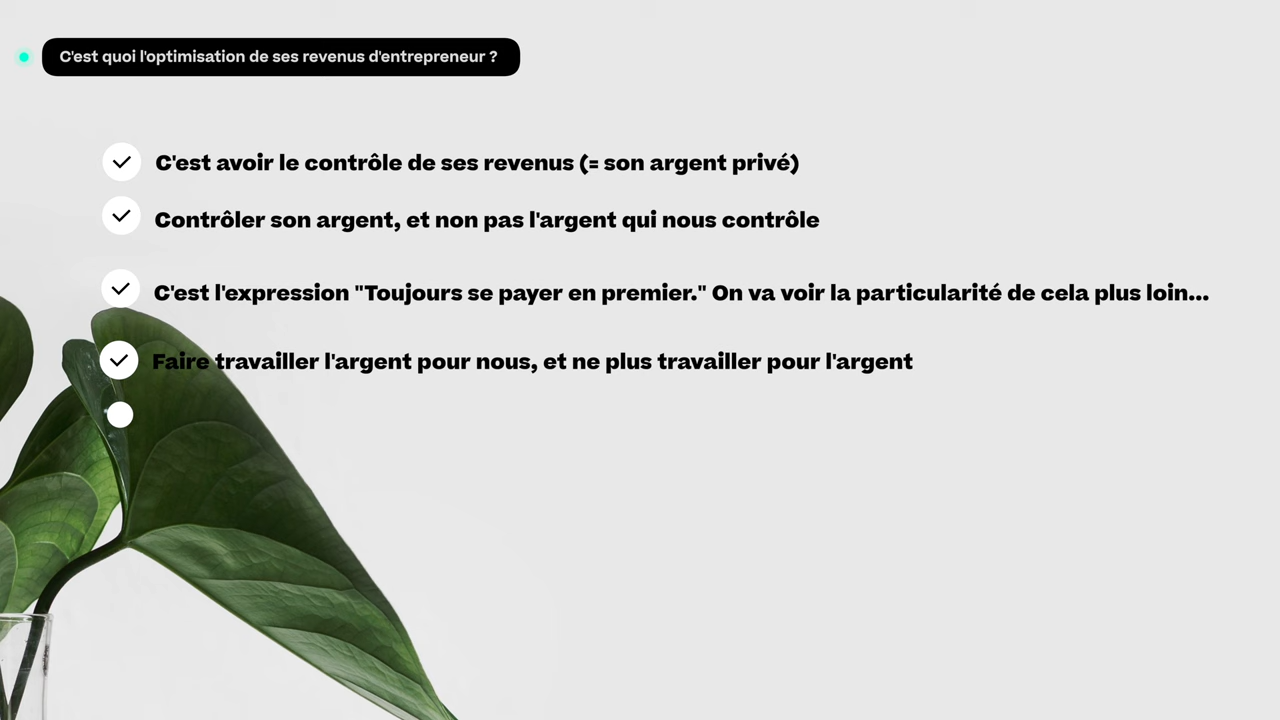 C'est quoi l'optimisation de ses revenus d'entrepreneur ?
C'est avoir le contrôle de ses revenus (= son argent privé)
Contrôler son argent, et non pas l'argent qui nous contrôle
C'est l'expression "Toujours se payer en premier." On va voir la particularité de cela plus loin...
Faire travailler l'argent pour nous, et ne plus travailler pour l'argent